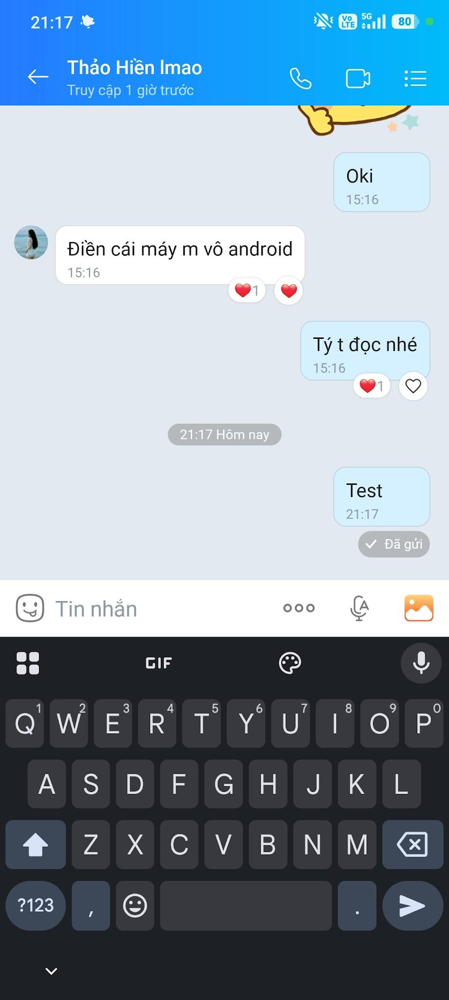 21:17
Vo LTE
5G
80
Thảo Hiền lmao
Truy cập 1 giờ trước
Oki
15:16
Điền cái máy m vô android
15:16
1
Tý t đọc nhé
15:16
1
21:17 Hôm nay
Test
21:17
Đã gửi
Tin nhắn
A
GIF
Q1 W2 E3 R4 T5 Y6 U7 I8 O9 P0
A S D F G H J K L
Z X C V B N M
?123 , .